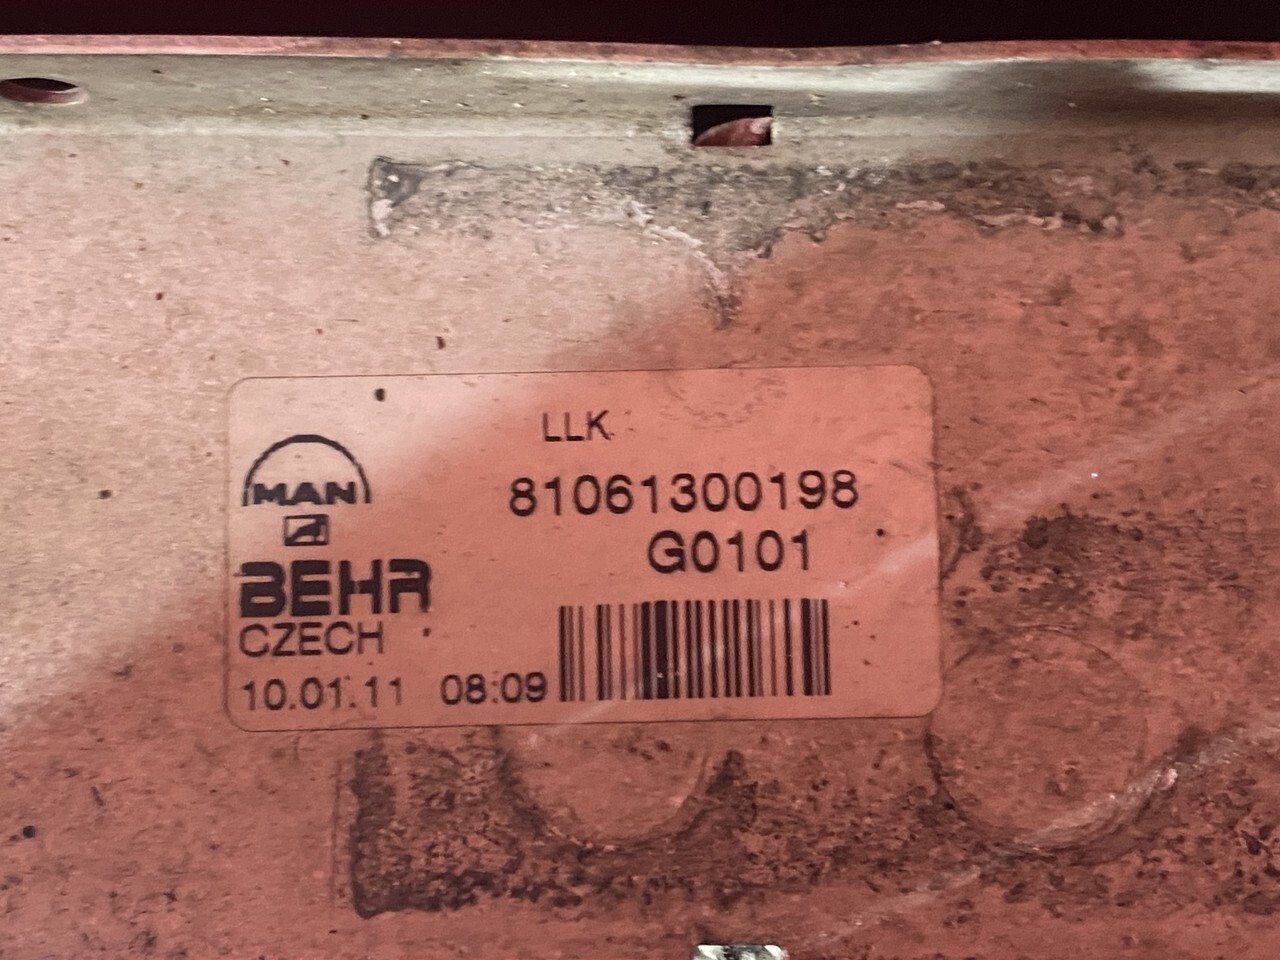 LLK
MAN
81061300198
G0101
BEHR
CZECH
10.01.11 08:09